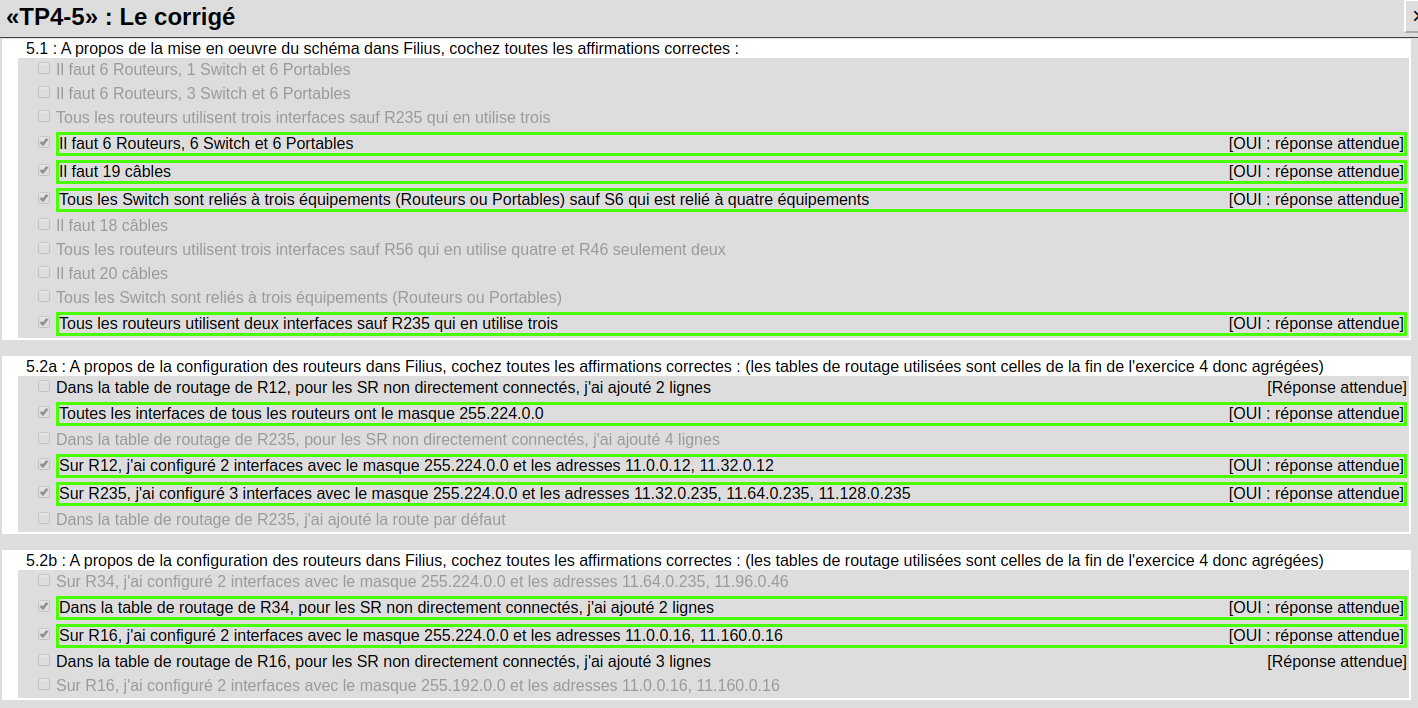 «TP4-5» : Le corrigé
5.1 : A propos de la mise en oeuvre du schéma dans Filius, cochez toutes les affirmations correctes :
Il faut 6 Routeurs, 1 Switch et 6 Portables
Il faut 6 Routeurs, 3 Switch et 6 Portables
Tous les routeurs utilisent trois interfaces sauf R235 qui en utilise trois
Il faut 6 Routeurs, 6 Switch et 6 Portables [OUI : réponse attendue]
Il faut 19 câbles [OUI : réponse attendue]
Tous les Switch sont reliés à trois équipements (Routeurs ou Portables) sauf S6 qui est relié à quatre équipements [OUI : réponse attendue]
Il faut 18 câbles
Tous les routeurs utilisent trois interfaces sauf R56 qui en utilise quatre et R46 seulement deux
Il faut 20 câbles
Tous les Switch sont reliés à trois équipements (Routeurs ou Portables)
Tous les routeurs utilisent deux interfaces sauf R235 qui en utilise trois [OUI : réponse attendue]
5.2a : A propos de la configuration des routeurs dans Filius, cochez toutes les affirmations correctes : (les tables de routage utilisées sont celles de la fin de l'exercice 4 donc agrégées)
Dans la table de routage de R12, pour les SR non directement connectés, j'ai ajouté 2 lignes [Réponse attendue]
Toutes les interfaces de tous les routeurs ont le masque 255.224.0.0 [OUI : réponse attendue]
Dans la table de routage de R235, pour les SR non directement connectés, j'ai ajouté 4 lignes
Sur R12, j'ai configuré 2 interfaces avec le masque 255.224.0.0 et les adresses 11.0.0.12, 11.32.0.12 [OUI : réponse attendue]
Sur R235, j'ai configuré 3 interfaces avec le masque 255.224.0.0 et les adresses 11.32.0.235, 11.64.0.235, 11.128.0.235 [OUI : réponse attendue]
Dans la table de routage de R235, j'ai ajouté la route par défaut
5.2b : A propos de la configuration des routeurs dans Filius, cochez toutes les affirmations correctes : (les tables de routage utilisées sont celles de la fin de l'exercice 4 donc agrégées)
Sur R34, j'ai configuré 2 interfaces avec le masque 255.224.0.0 et les adresses 11.64.0.235, 11.96.0.46
Dans la table de routage de R34, pour les SR non directement connectés, j'ai ajouté 2 lignes [OUI : réponse attendue]
Sur R16, j'ai configuré 2 interfaces avec le masque 255.224.0.0 et les adresses 11.0.0.16, 11.160.0.16 [OUI : réponse attendue]
Dans la table de routage de R16, pour les SR non directement connectés, j'ai ajouté 3 lignes [Réponse attendue]
Sur R16, j'ai configuré 2 interfaces avec le masque 255.192.0.0 et les adresses 11.0.0.16, 11.160.0.16